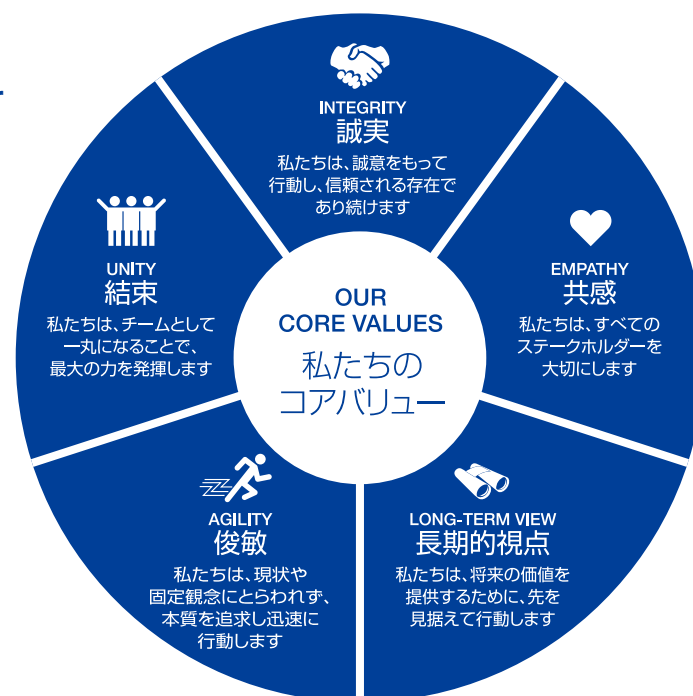 INTEGRITY
誠実
私たちは、誠意をもって
行動し、信頼される存在で
あり続けます
EMPATHY
共感
私たちは、すべての
ステークホルダーを
大切にします
LONG-TERM VIEW
長期的視点
私たちは、将来の価値を
提供するために、先を
見据えて行動します
AGILITY
俊敏
私たちは、現状や
固定観念にとらわれず、
本質を追求し迅速に
行動します
UNITY
結束
私たちは、チームとして
一丸になることで、
最大の力を発揮します
OUR
CORE VALUES
私たちの
コアバリュー